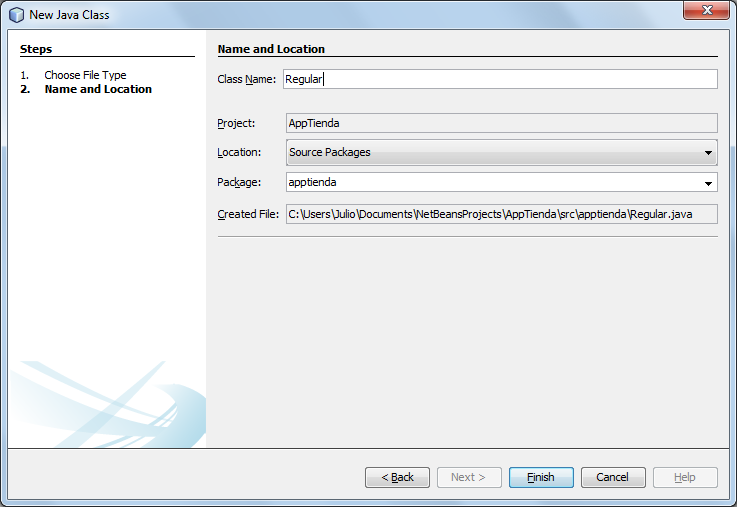 New Java Class
Steps
1. Choose File Type
2. Name and Location
Name and Location
Class Name: Regular
Project: AppTienda
Location: Source Packages
Package: apptienda
Created File: C:\Users\Julio\Documents\NetBeansProjects\AppTienda\src\apptienda\Regular.java
< Back Next > Finish Cancel Help